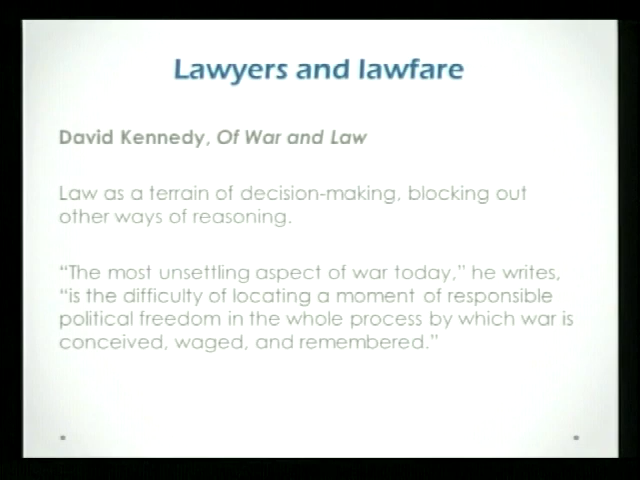 Lawyers and lawfare
David Kennedy, Of War and Law
Law as a terrain of decision-making, blocking out
other ways of reasoning.
“The most unsettling aspect of war today,” he writes,
“is the difficulty of locating a moment of responsible
political freedom in the whole process by which war is
conceived, waged, and remembered.”